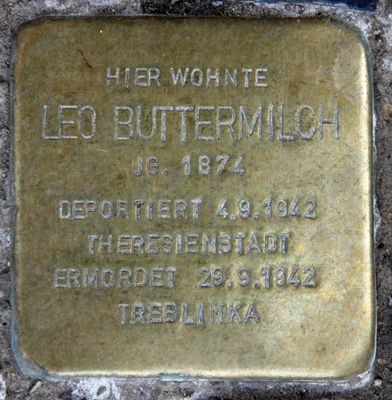 HIER WOHNTE
LEO BUTTERMILCH
JG. 1874
DEPORTIERT 4.9.1942
THERESIENSTADT
ERMORDET 29.9.1942
TREBLINKA